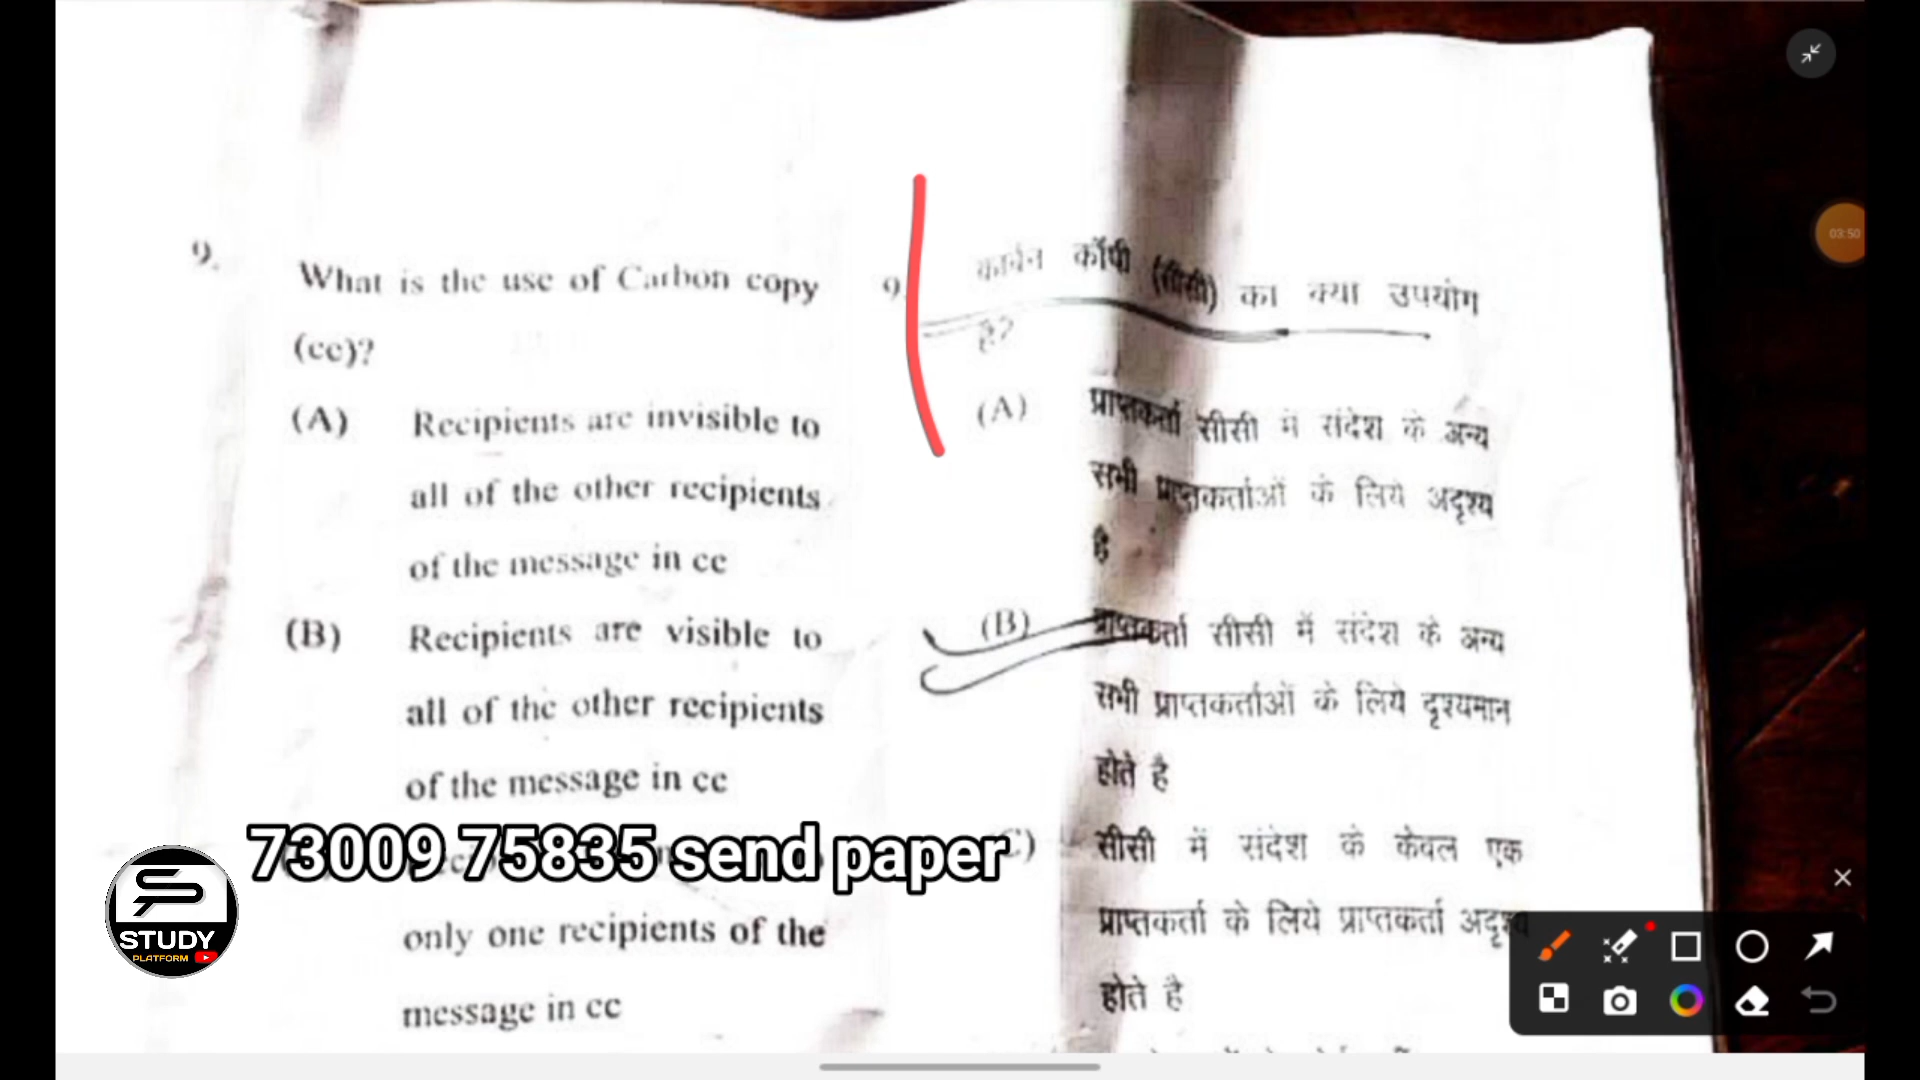 9.
What is the use of Carbon copy
(cc)?
(A) Recipients are invisible to
all of the other recipients
of the message in cc
(B) Recipients are visible to
all of the other recipients
of the message in cc
only one recipients of the
message in cc
9. कार्बन कॉपी (सीसी) का क्या उपयोग
है?
(A) प्राप्तकर्ता सीसी में संदेश के अन्य
सभी प्राप्तकर्ताओं के लिये अदृश्य
है
(B) प्राप्तकर्ता सीसी में संदेश के अन्य
सभी प्राप्तकर्ताओं के लिये दृश्यमान
होते है
(C) सीसी में संदेश के केवल एक
प्राप्तकर्ता के लिये प्राप्तकर्ता अदृश्य
होते है
73009 75835 send paper
STUDY
PLATFORM
03:50